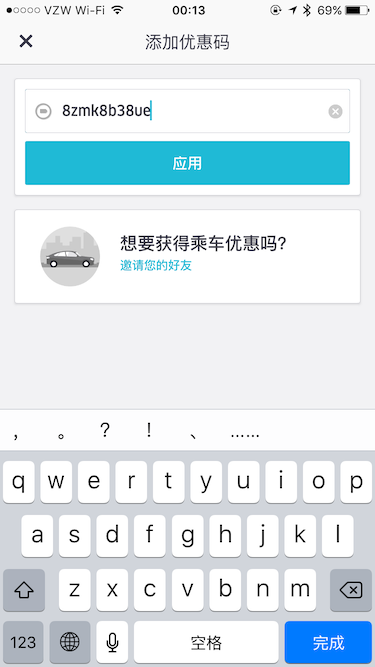 VZW Wi-Fi 00:13 69%
添加优惠码
8zmk8b38ue
应用
想要获得乘车优惠吗?
邀请您的好友
， 。 ？ ！ 、 ……
q w e r t y u i o p
a s d f g h j k l
z x c v b n m
123 空格 完成